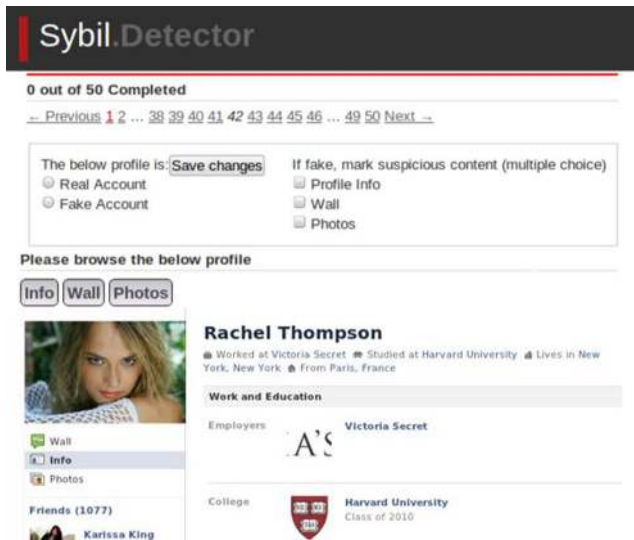 Sybil.Detector
0 out of 50 Completed
← Previous 1 2 ... 38 39 40 41 42 43 44 45 46 ... 49 50 Next →
The below profile is: Save changes
Real Account
Fake Account
If fake, mark suspicious content (multiple choice)
Profile Info
Wall
Photos
Please browse the below profile
Info Wall Photos
Rachel Thompson
Worked at Victoria Secret Studied at Harvard University Lives in New
York, New York From Paris, France
Work and Education
Employers
A'S
Victoria Secret
Wall
Info
Photos
College
Harvard University
Class of 2010
Friends (1077)
Karissa King